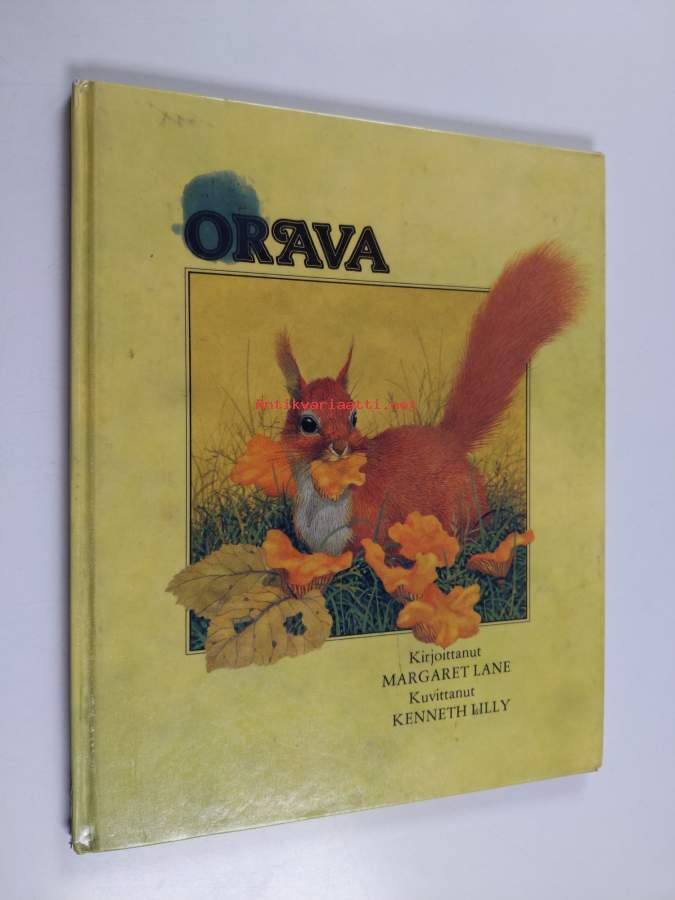 ORAVA
Antikvariaatti.net
Kirjoittanut
MARGARET LANE
Kuvittanut
KENNETH LILLY